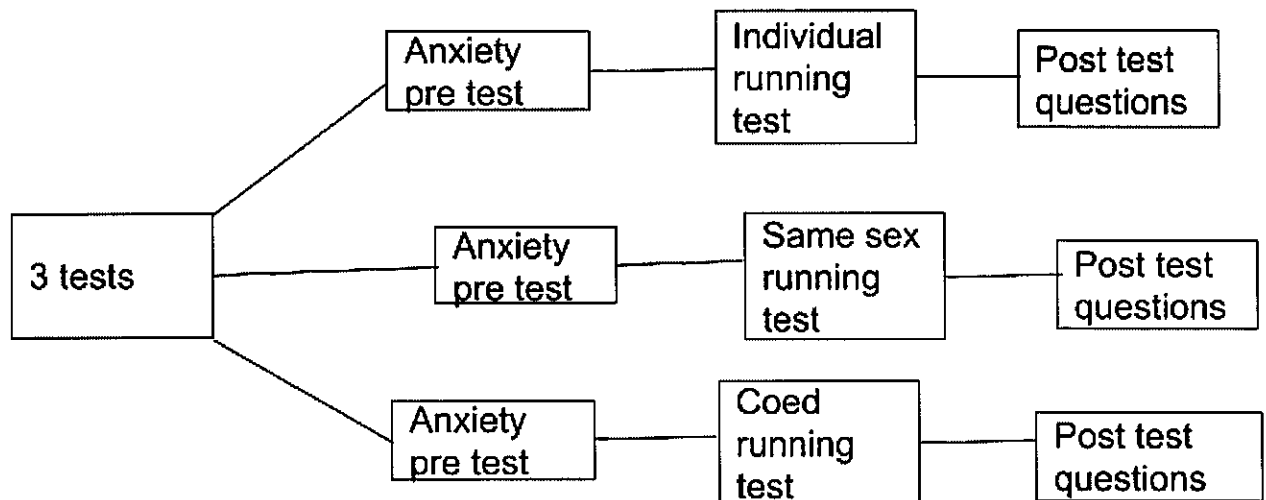 3 tests
Anxiety
pre test
Individual
running
test
Post test
questions
Anxiety
pre test
Same sex
running
test
Post test
questions
Anxiety
pre test
Coed
running
test
Post test
questions